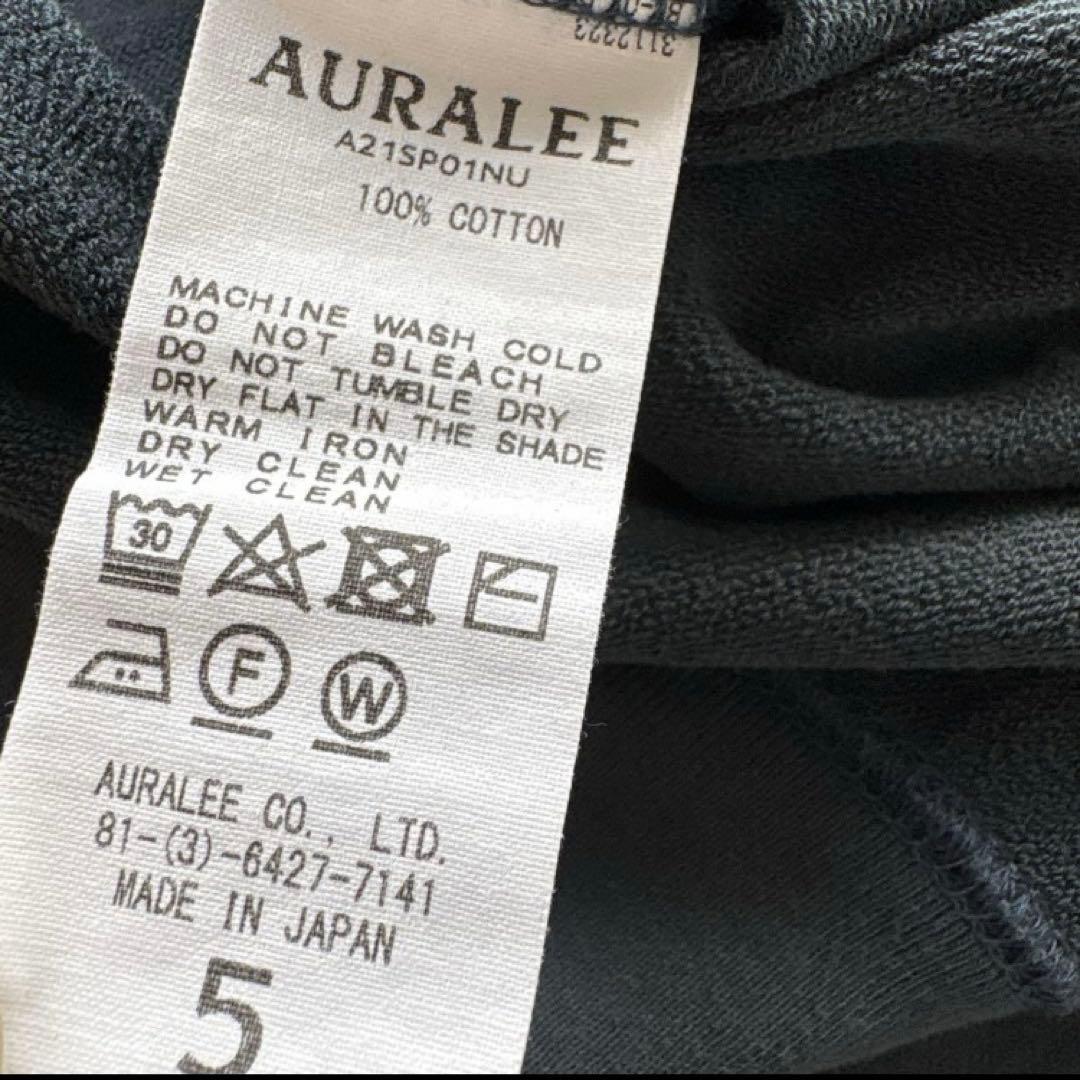 3112323
AURALEE
A21SP01NU
100% COTTON
MACHINE WASH COLD
DO NOT BLEACH
DO NOT TUMBLE DRY
DRY FLAT IN THE SHADE
WARM IRON
DRY CLEAN
WET CLEAN
30
F
W
AURALEE CO., LTD.
81-(3)-6427-7141
MADE IN JAPAN
5